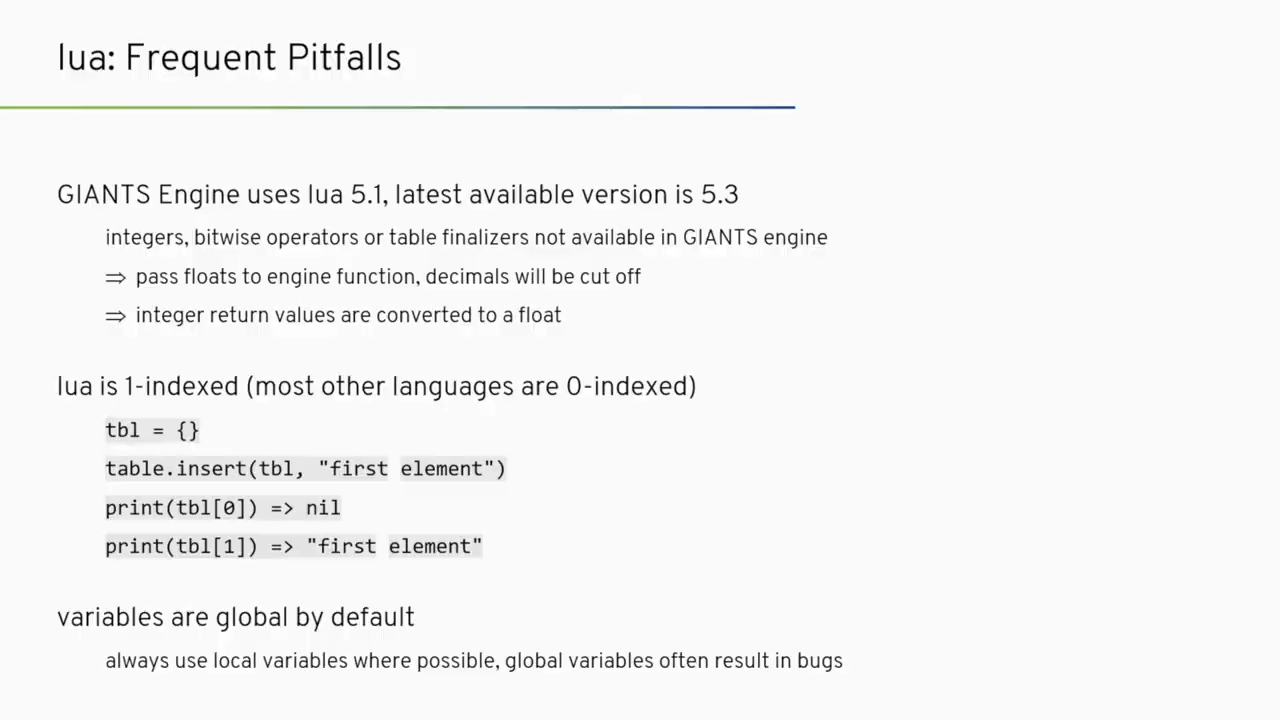 lua: Frequent Pitfalls
GIANTS Engine uses lua 5.1, latest available version is 5.3
integers, bitwise operators or table finalizers not available in GIANTS engine
⇒ pass floats to engine function, decimals will be cut off
⇒ integer return values are converted to a float
lua is 1-indexed (most other languages are 0-indexed)
tbl = {}
table.insert(tbl, "first element")
print(tbl[0]) => nil
print(tbl[1]) => "first element"
variables are global by default
always use local variables where possible, global variables often result in bugs